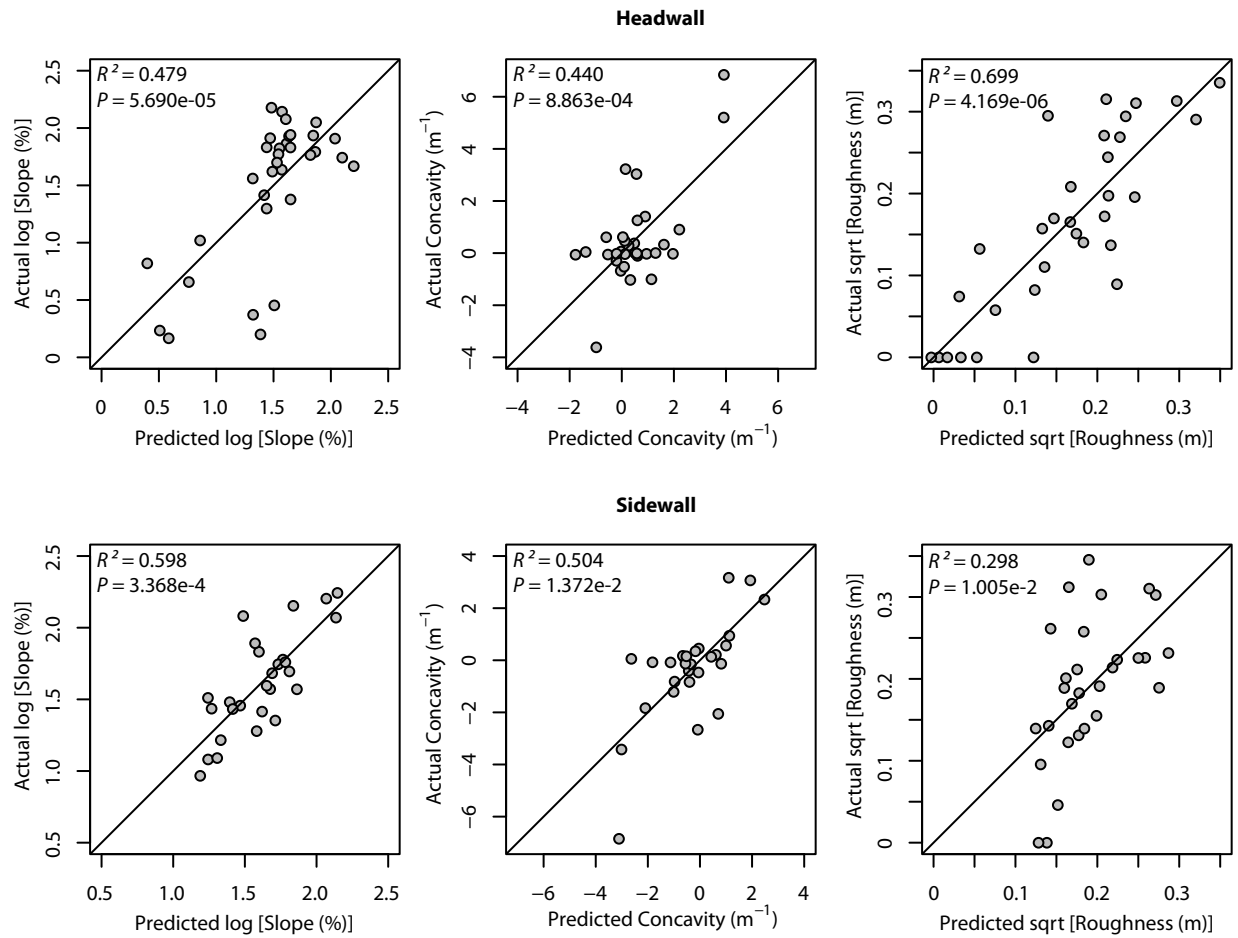 Headwall
R² = 0.479
P = 5.690e-05
Actual log [Slope (%)]
0
0.5
1.0
1.5
2.0
2.5
0
0.5
1.0
1.5
2.0
2.5
Predicted log [Slope (%)]
R² = 0.440
P = 8.863e-04
Actual Concavity (m⁻¹)
−4
−2
0
2
4
6
−4
−2
0
2
4
6
Predicted Concavity (m⁻¹)
R² = 0.699
P = 4.169e-06
Actual sqrt [Roughness (m)]
0
0.1
0.2
0.3
0
0.1
0.2
0.3
Predicted sqrt [Roughness (m)]
Sidewall
R² = 0.598
P = 3.368e-4
Actual log [Slope (%)]
0.5
1.0
1.5
2.0
2.5
0.5
1.0
1.5
2.0
2.5
Predicted log [Slope (%)]
R² = 0.504
P = 1.372e-2
Actual Concavity (m⁻¹)
−6
−4
−2
0
2
4
−6
−4
−2
0
2
4
Predicted Concavity (m⁻¹)
R² = 0.298
P = 1.005e-2
Actual sqrt [Roughness (m)]
0
0.1
0.2
0.3
0
0.1
0.2
0.3
Predicted sqrt [Roughness (m)]